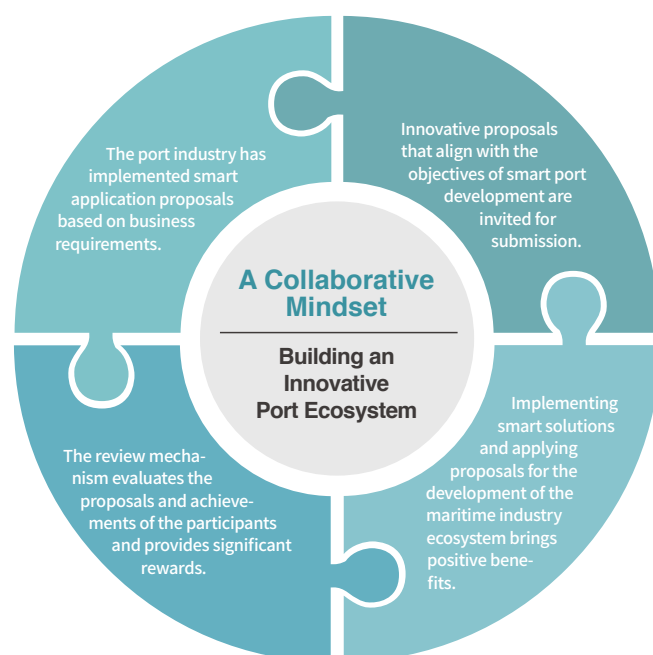 The port industry has
implemented smart
application proposals
based on business
requirements.
Innovative proposals
that align with the
objectives of smart port
development are
invited for
submission.
A Collaborative
Mindset
Building an
Innovative
Port Ecosystem
The review mecha-
nism evaluates the
proposals and achieve-
ments of the participants
and provides significant
rewards.
Implementing
smart solutions
and applying
proposals for the
development of the
maritime industry
ecosystem brings
positive bene-
fits.